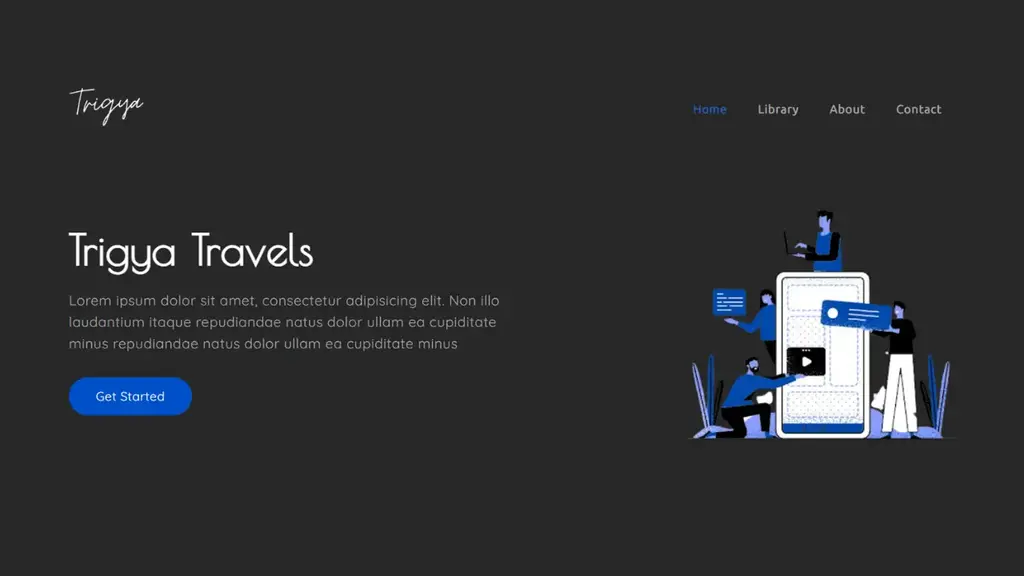 Trigya
Home Library About Contact
Trigya Travels
Lorem ipsum dolor sit amet, consectetur adipisicing elit. Non illo
laudantium itaque repudiandae natus dolor ullam ea cupiditate
minus repudiandae natus dolor ullam ea cupiditate minus
Get Started